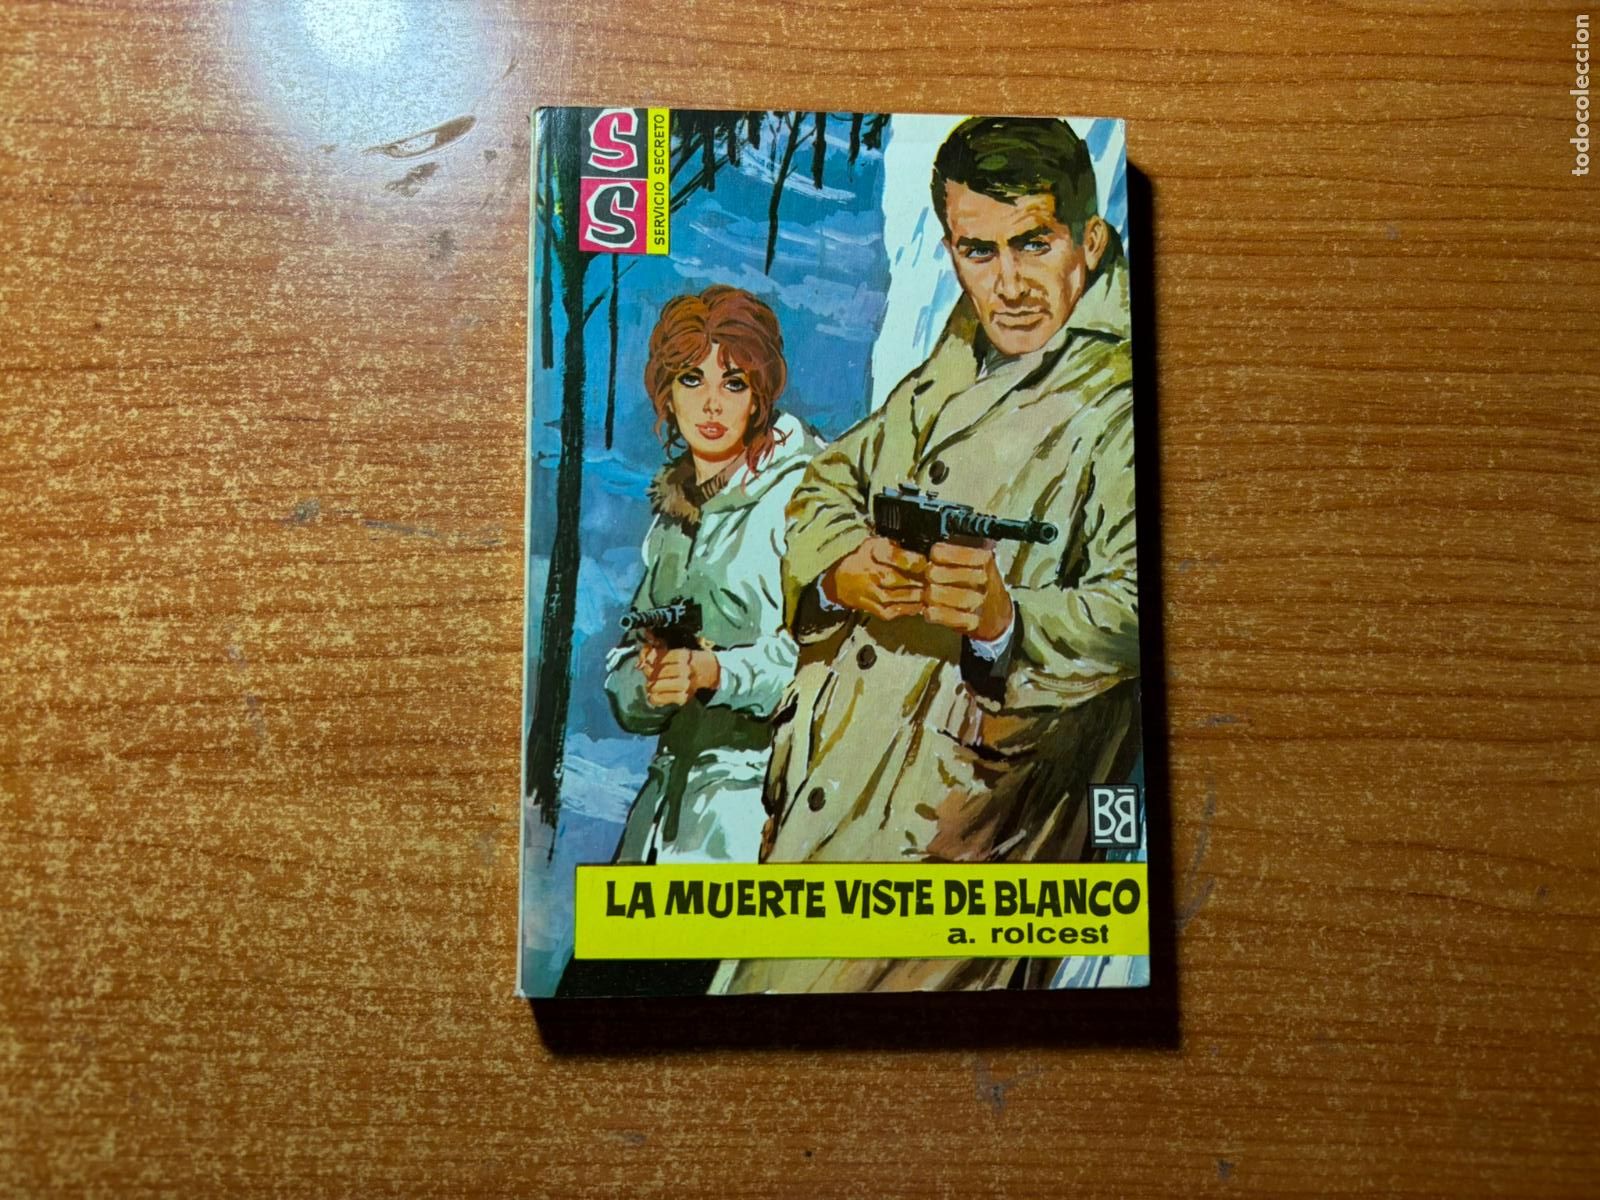 S
S
SERVICIO SECRETO
BB
LA MUERTE VISTE DE BLANCO
a. rolcest
todocoleccion